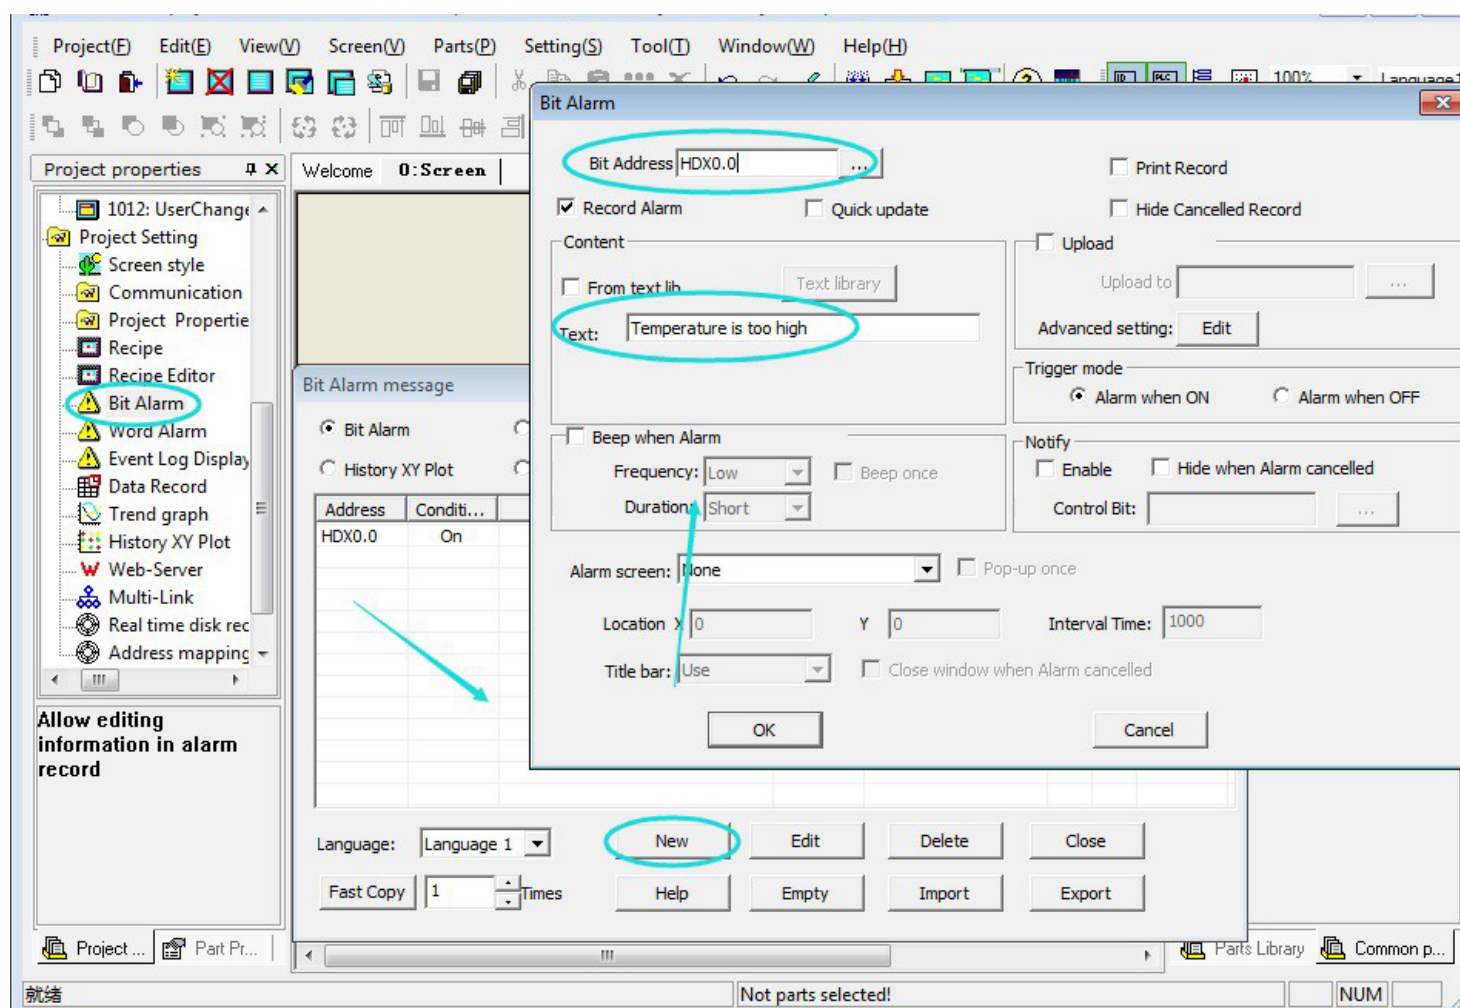 Project(F) Edit(E) View(V) Screen(V) Parts(P) Setting(S) Tool(T) Window(W) Help(H)
100% Language1
Bit Alarm
Project properties
Welcome 0:Screen
1012: UserChange
Project Setting
Screen style
Communication
Project Propertie
Recipe
Recipe Editor
Bit Alarm
Word Alarm
Event Log Display
Data Record
Trend graph
History XY Plot
Web-Server
Multi-Link
Real time disk rec
Address mapping
Allow editing
information in alarm
record
Project ... Part Pr...
Bit Address HDX0.0 ...
Print Record
Record Alarm Quick update Hide Cancelled Record
Content
From text lib Text library
Text: Temperature is too high
Upload
Upload to ...
Advanced setting: Edit
Trigger mode
Alarm when ON Alarm when OFF
Beep when Alarm
Frequency: Low Beep once
Duration: Short
Notify
Enable Hide when Alarm cancelled
Control Bit: ...
Alarm screen: None Pop-up once
Location X 0 Y 0 Interval Time: 1000
Title bar: Use Close window when Alarm cancelled
OK Cancel
Bit Alarm message
Bit Alarm
History XY Plot
Address Conditi...
HDX0.0 On
Language: Language 1 New Edit Delete Close
Fast Copy 1 Times Help Empty Import Export
Parts Library Common p...
就绪 Not parts selected! NUM